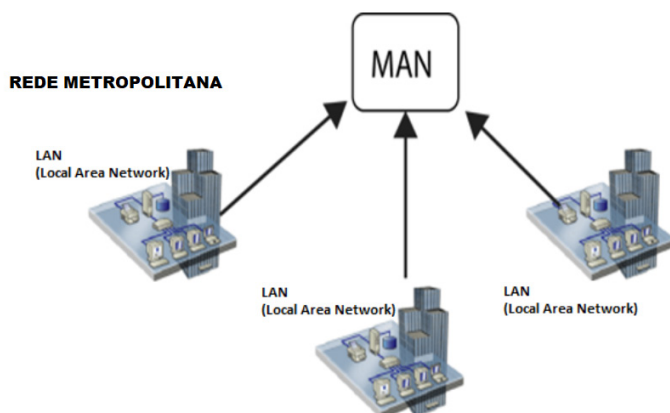 MAN
REDE METROPOLITANA
LAN
(Local Area Network)
LAN
(Local Area Network)
LAN
(Local Area Network)